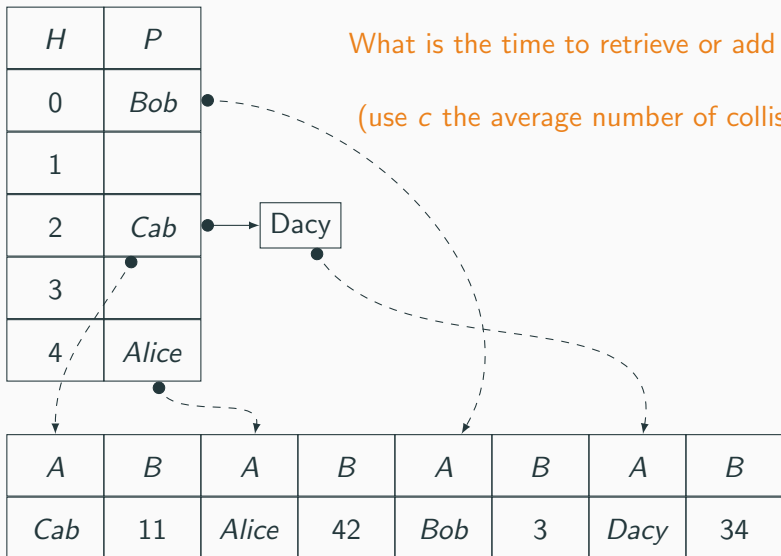 H P
What is the time to retrieve or add
0 Bob
(use c the average number of
1
2 Cab Dacy
3
4 Alice
A B A B A B A B
Cab 11 Alice 42 Bob 3 Dacy 34